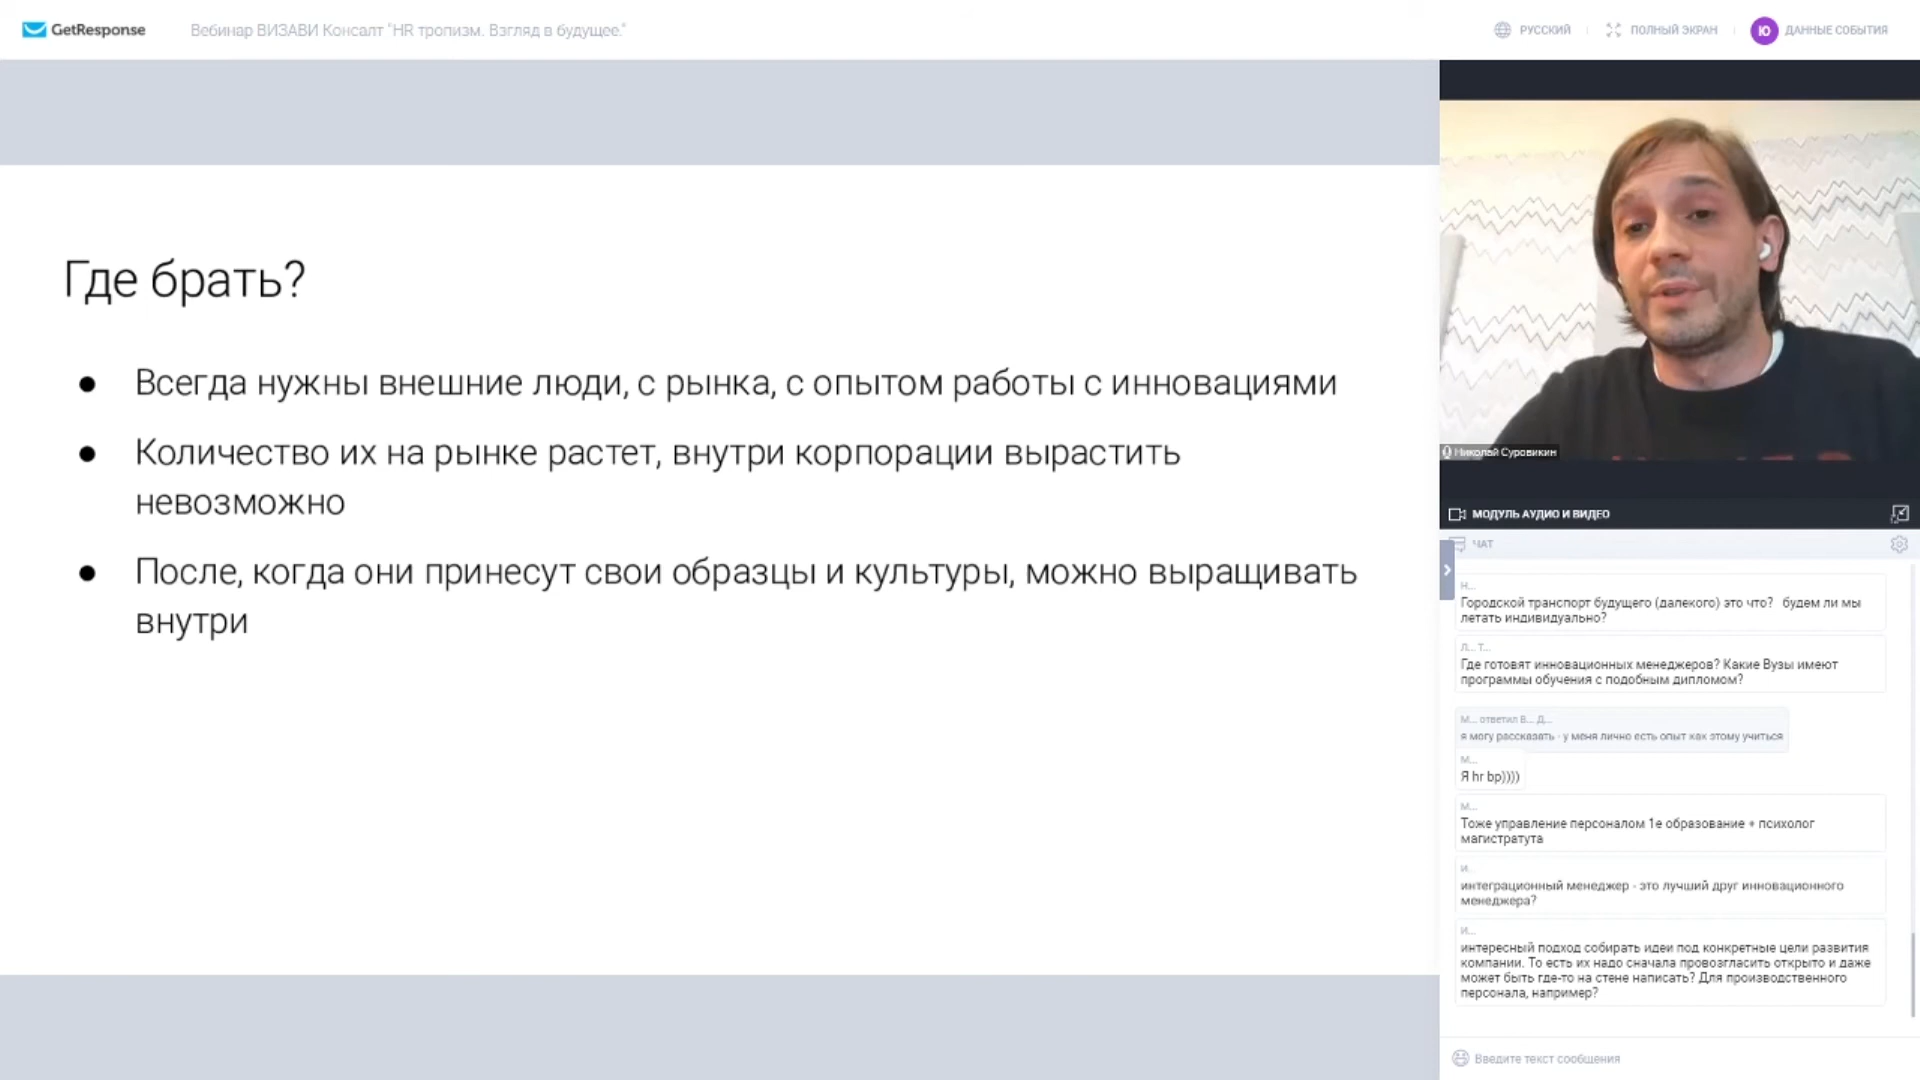 GetResponse
Вебинар ВИЗАВИ Консалт "HR тропизм. Взгляд в будущее."
РУССКИЙ
ПОЛНЫЙ ЭКРАН
Ю
ДАННЫЕ СОБЫТИЯ
Где брать?
● Всегда нужны внешние люди, с рынка, с опытом работы с инновациями
● Количество их на рынке растет, внутри корпорации вырастить
невозможно
● После, когда они принесут свои образцы и культуры, можно выращивать
внутри
Николай Суровикин
МОДУЛЬ АУДИО И ВИДЕО
ЧАТ
Н...
Городской транспорт будущего (далекого) это что? будем ли мы
летать индивидуально?
Л... Т...
Где готовят инновационных менеджеров? Какие Вузы имеют
программы обучения с подобным дипломом?
М... ответил В... Д...
я могу рассказать - у меня лично есть опыт как этому учиться
М...
Я hr bp))))
М...
Тоже управление персоналом 1е образование + психолог
магистратута
И...
интеграционный менеджер - это лучший друг инновационного
менеджера?
И...
интересный подход собирать идеи под конкретные цели развития
компании. То есть их надо сначала провозгласить открыто и даже
может быть где-то на стене написать? Для производственного
персонала, например?
Введите текст сообщения